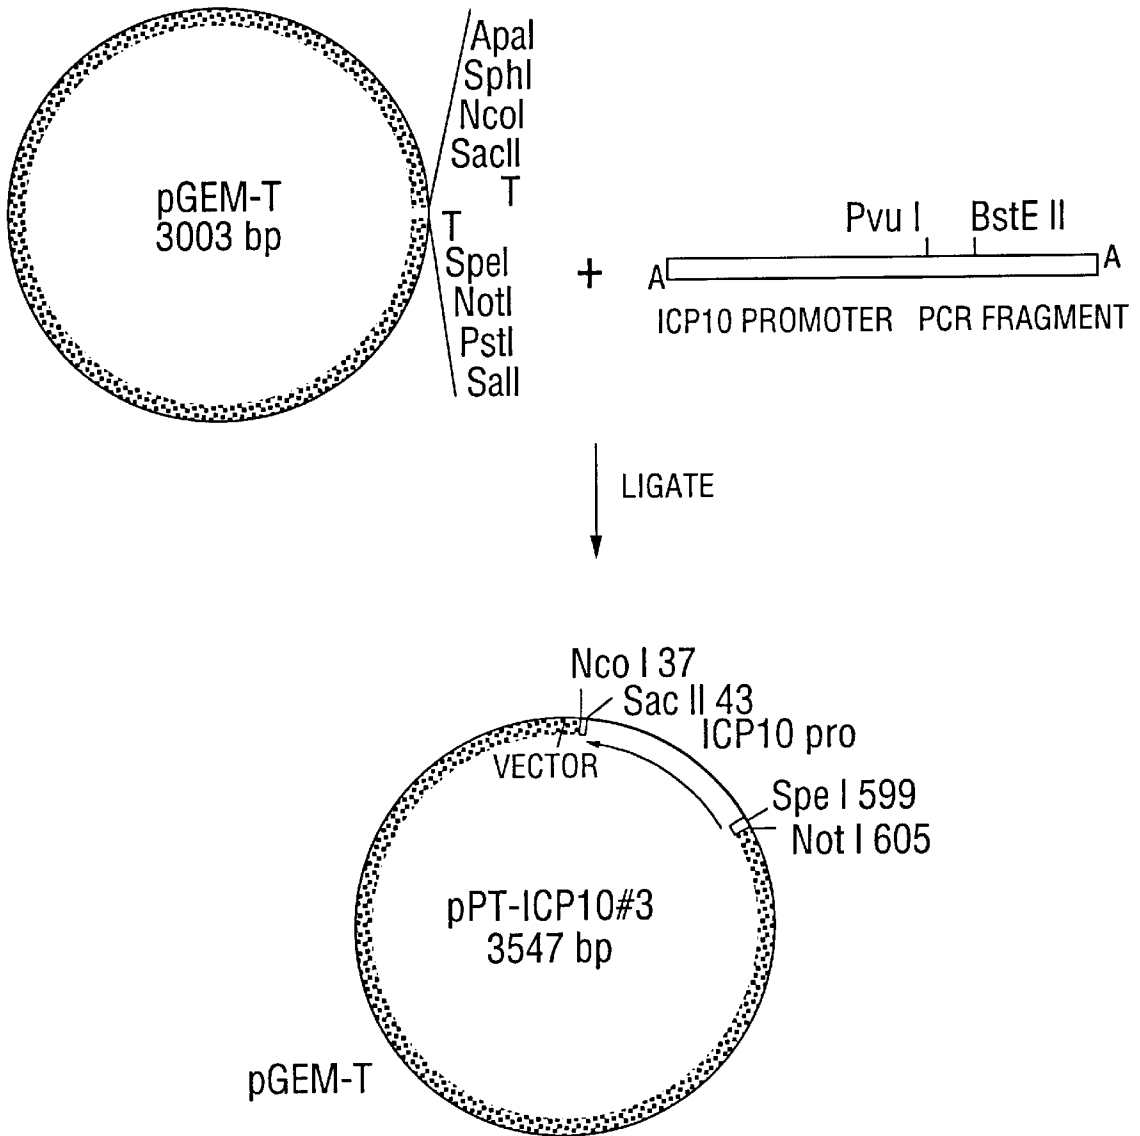 ApaI
SphI
NcoI
SacII
T
pGEM-T
3003 bp
T
SpeI
NotI
PstI
SalI
+
Pvu I
BstE II
A
A
ICP10 PROMOTER PCR FRAGMENT
LIGATE
Nco I 37
Sac II 43
ICP10 pro
VECTOR
Spe I 599
Not I 605
pPT-ICP10#3
3547 bp
pGEM-T